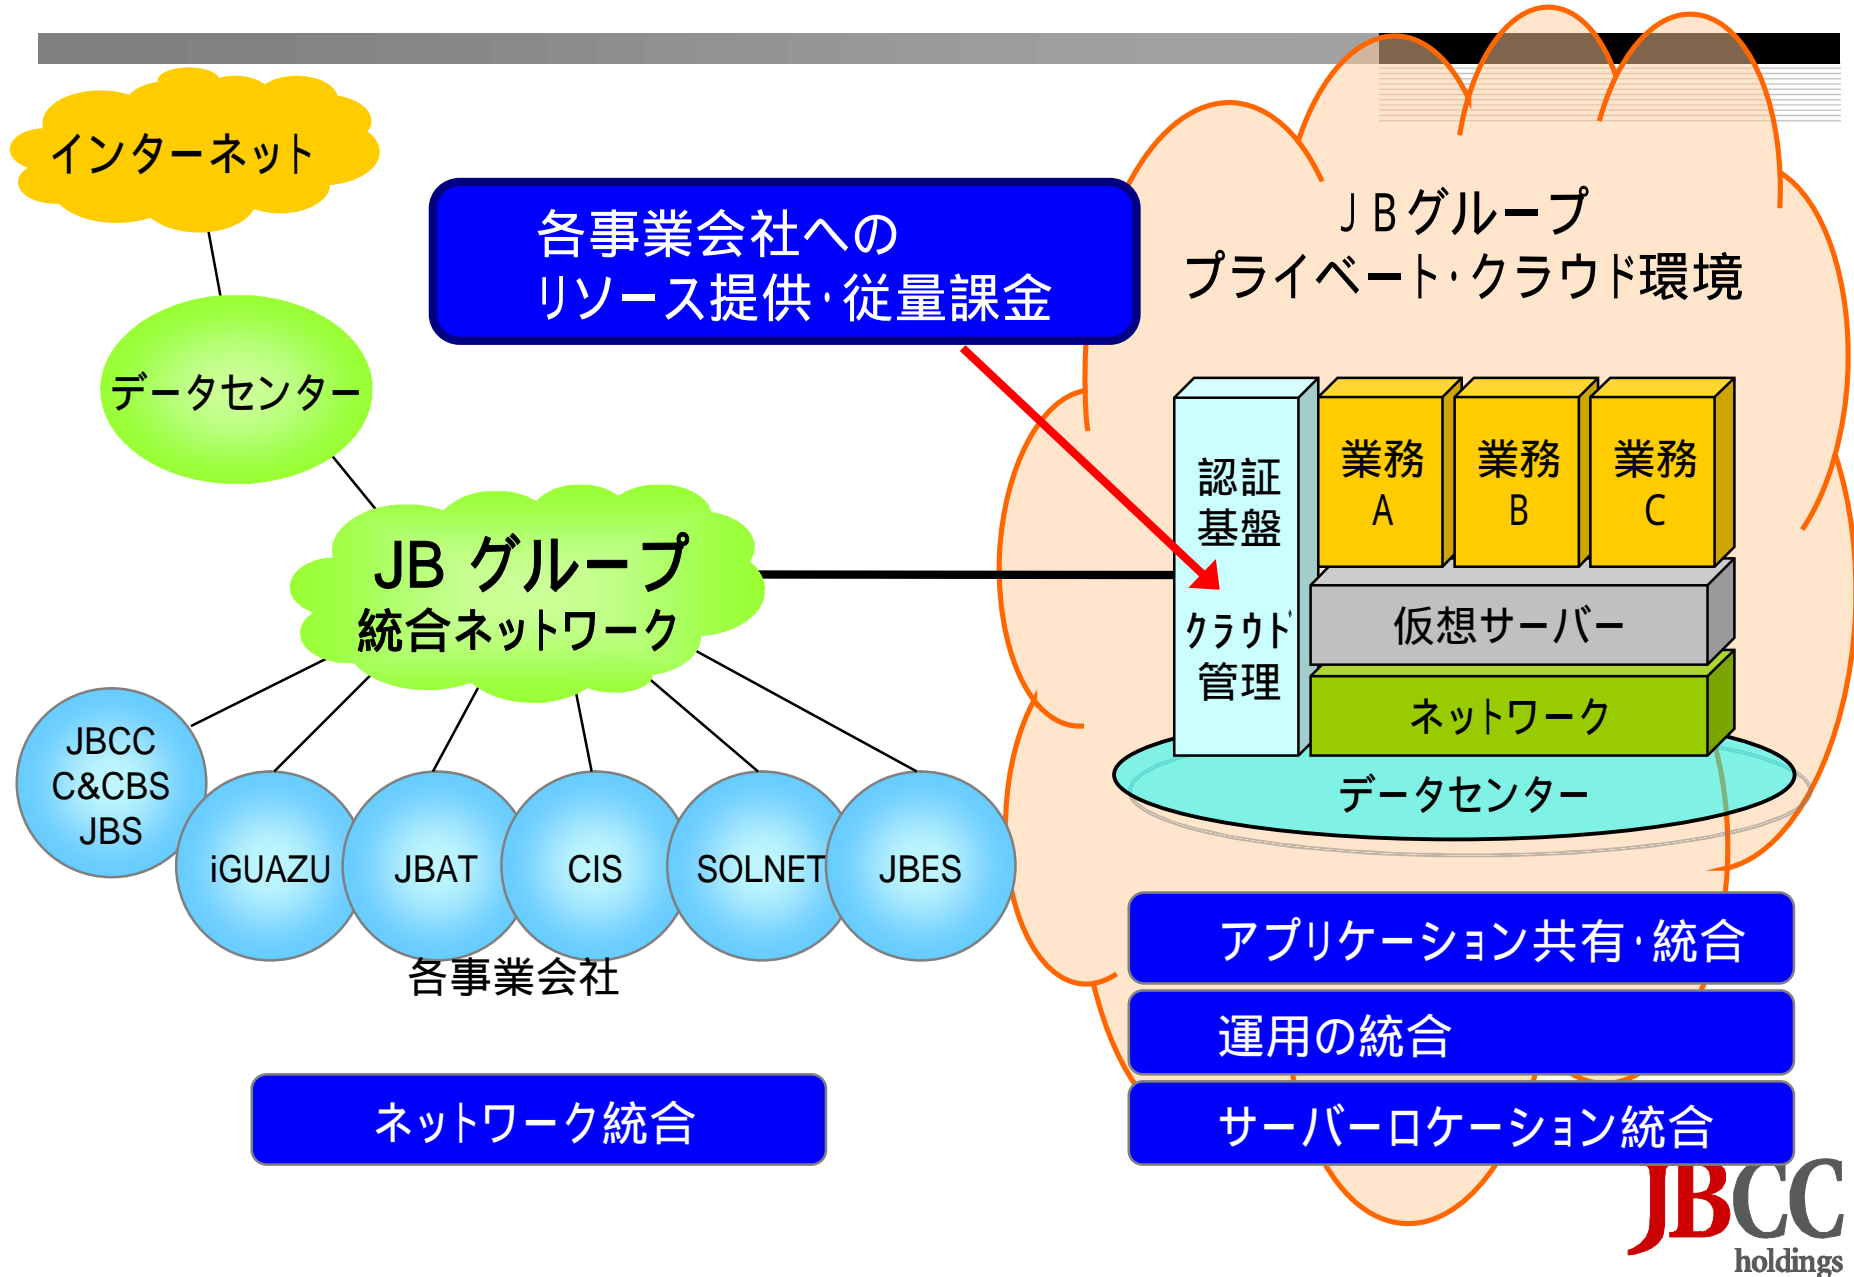 インターネット
各事業会社への
リソース提供・従量課金
JBグループ
プライベート・クラウド環境
データセンター
認証
基盤
クラウド
管理
業務
A
業務
B
業務
C
JB グループ
統合ネットワーク
仮想サーバー
ネットワーク
データセンター
JBCC
C&CBS
JBS
iGUAZU
JBAT
CIS
SOLNET
JBES
各事業会社
アプリケーション共有・統合
運用の統合
サーバーロケーション統合
ネットワーク統合
JBCC
holdings